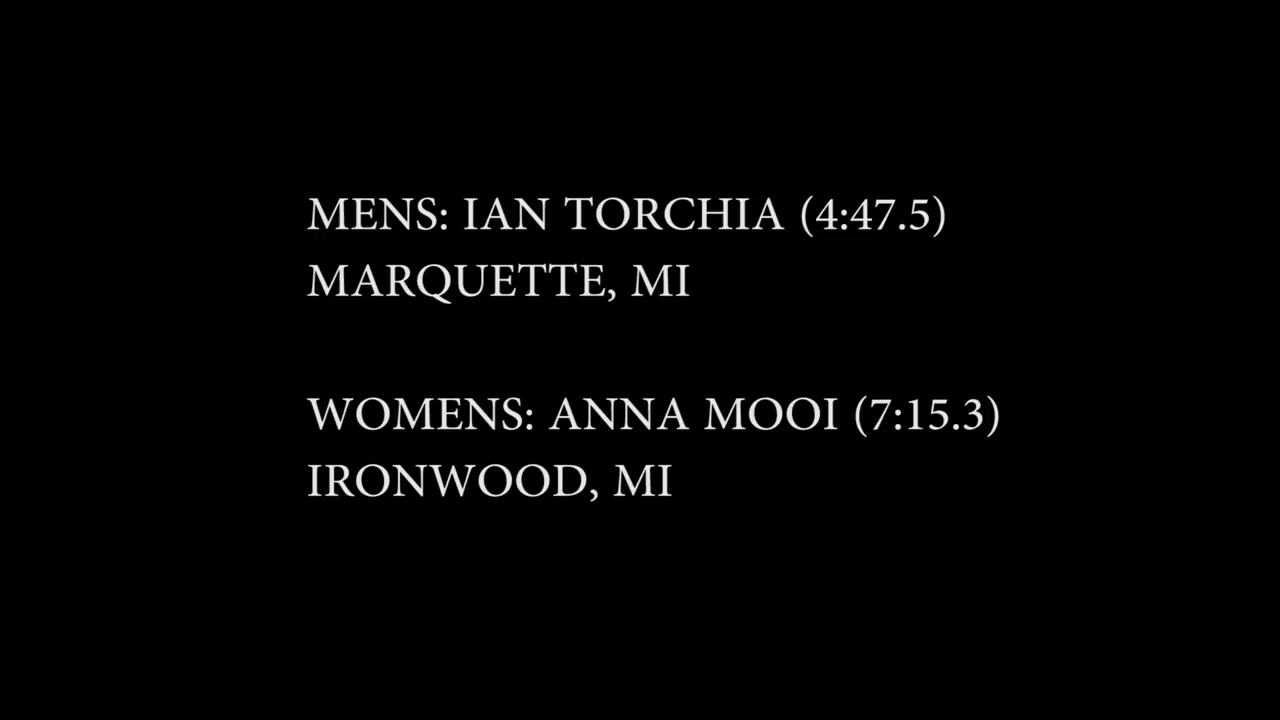 MENS: IAN TORCHIA (4:47.5)
MARQUETTE, MI
WOMENS: ANNA MOOI (7:15.3)
IRONWOOD, MI